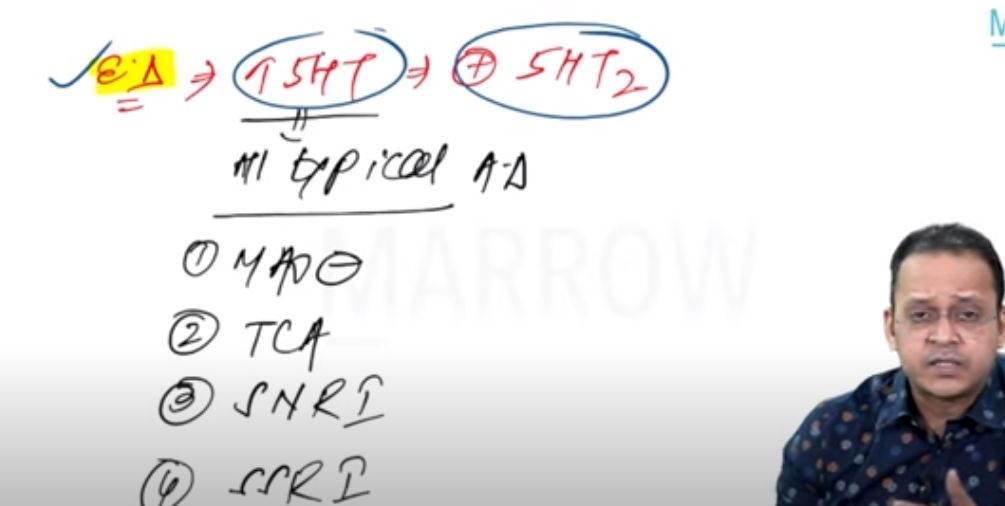 M
✓ E.D ⇒ ↑5HT ⇒ ⊕ 5HT2
All typical A.D
① MAO⊖
② TCA
③ SNRI
④ SSRI
MARROW